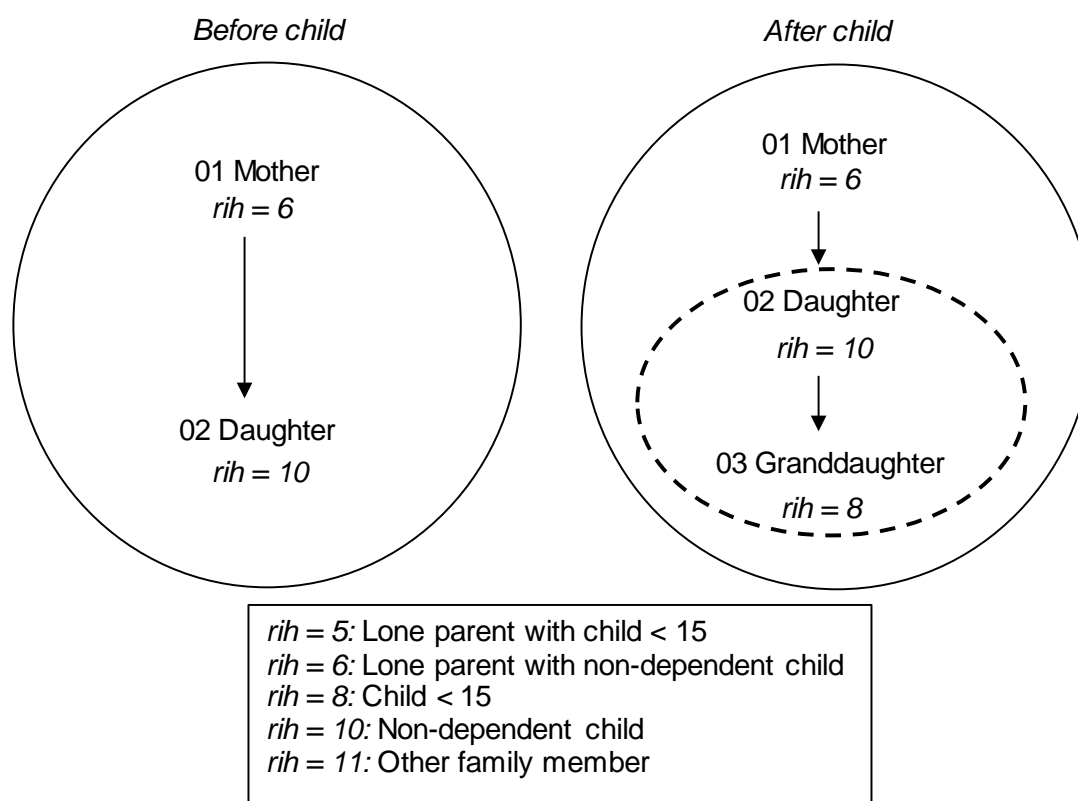 Before child
01 Mother
rih = 6
02 Daughter
rih = 10
After child
01 Mother
rih = 6
02 Daughter
rih = 10
03 Granddaughter
rih = 8
rih = 5: Lone parent with child < 15
rih = 6: Lone parent with non-dependent child
rih = 8: Child < 15
rih = 10: Non-dependent child
rih = 11: Other family member